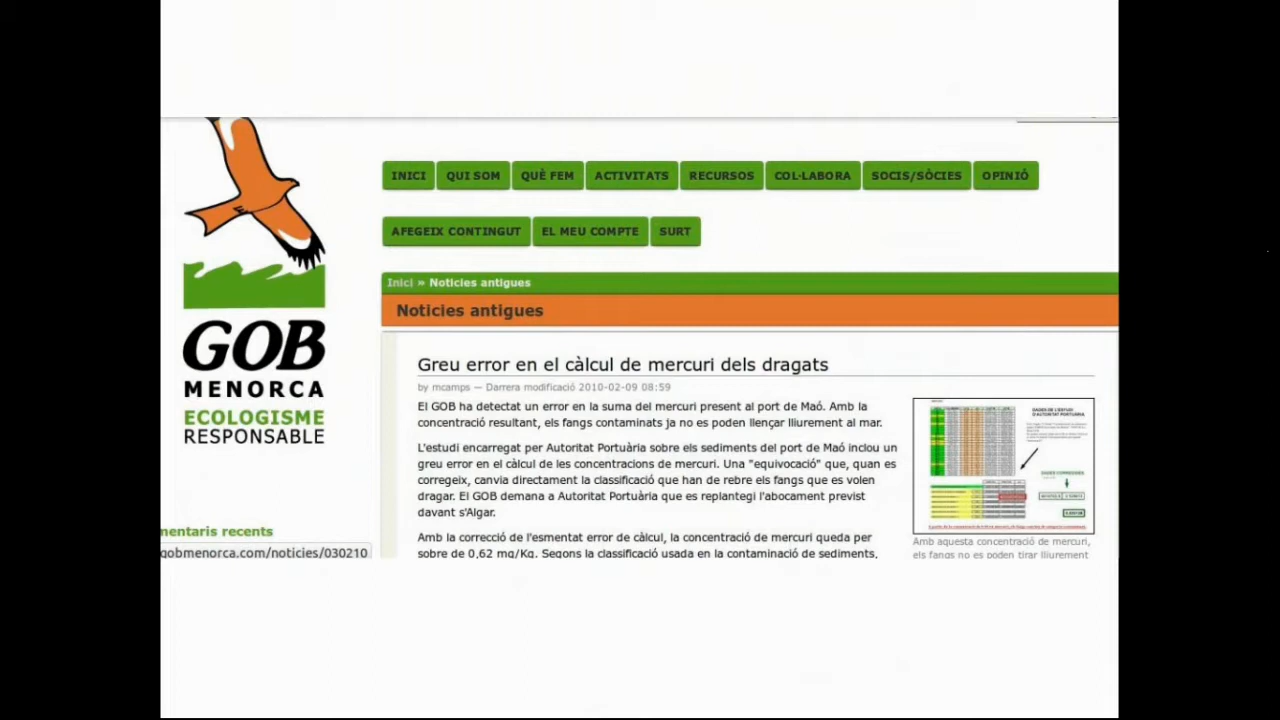 INICI QUI SOM QUÈ FEM ACTIVITATS RECURSOS COL·LABORA SOCIS/SÒCIES OPINIÓ
AFEGEIX CONTINGUT EL MEU COMPTE SURT
Inici » Noticies antigues
Noticies antigues
GOB
MENORCA
ECOLOGISME
RESPONSABLE
Greu error en el càlcul de mercuri dels dragats
by mcamps — Darrera modificació 2010-02-09 08:59
El GOB ha detectat un error en la suma del mercuri present al port de Maó. Amb la
concentració resultant, els fangs contaminats ja no es poden llençar lliurement al mar.
L'estudi encarregat per Autoritat Portuària sobre els sediments del port de Maó inclou un
greu error en el càlcul de les concentracions de mercuri. Una "equivocació" que, quan es
corregeix, canvia directament la classificació que han de rebre els fangs que es volen
dragar. El GOB demana a Autoritat Portuària que es replantegi l'abocament previst
davant s'Algar.
Amb la correcció de l'esmentat error de càlcul, la concentració de mercuri queda per
sobre de 0,62 mg/Kg. Segons la classificació usada en la contaminació de sediments,
DADES DE L'ESTUDI
D'AUTORITAT PORTUÀRIA
Amb aquesta concentració de mercuri,
els fangs no es poden tirar lliurement
mentaris recents
gobmenorca.com/noticies/030210